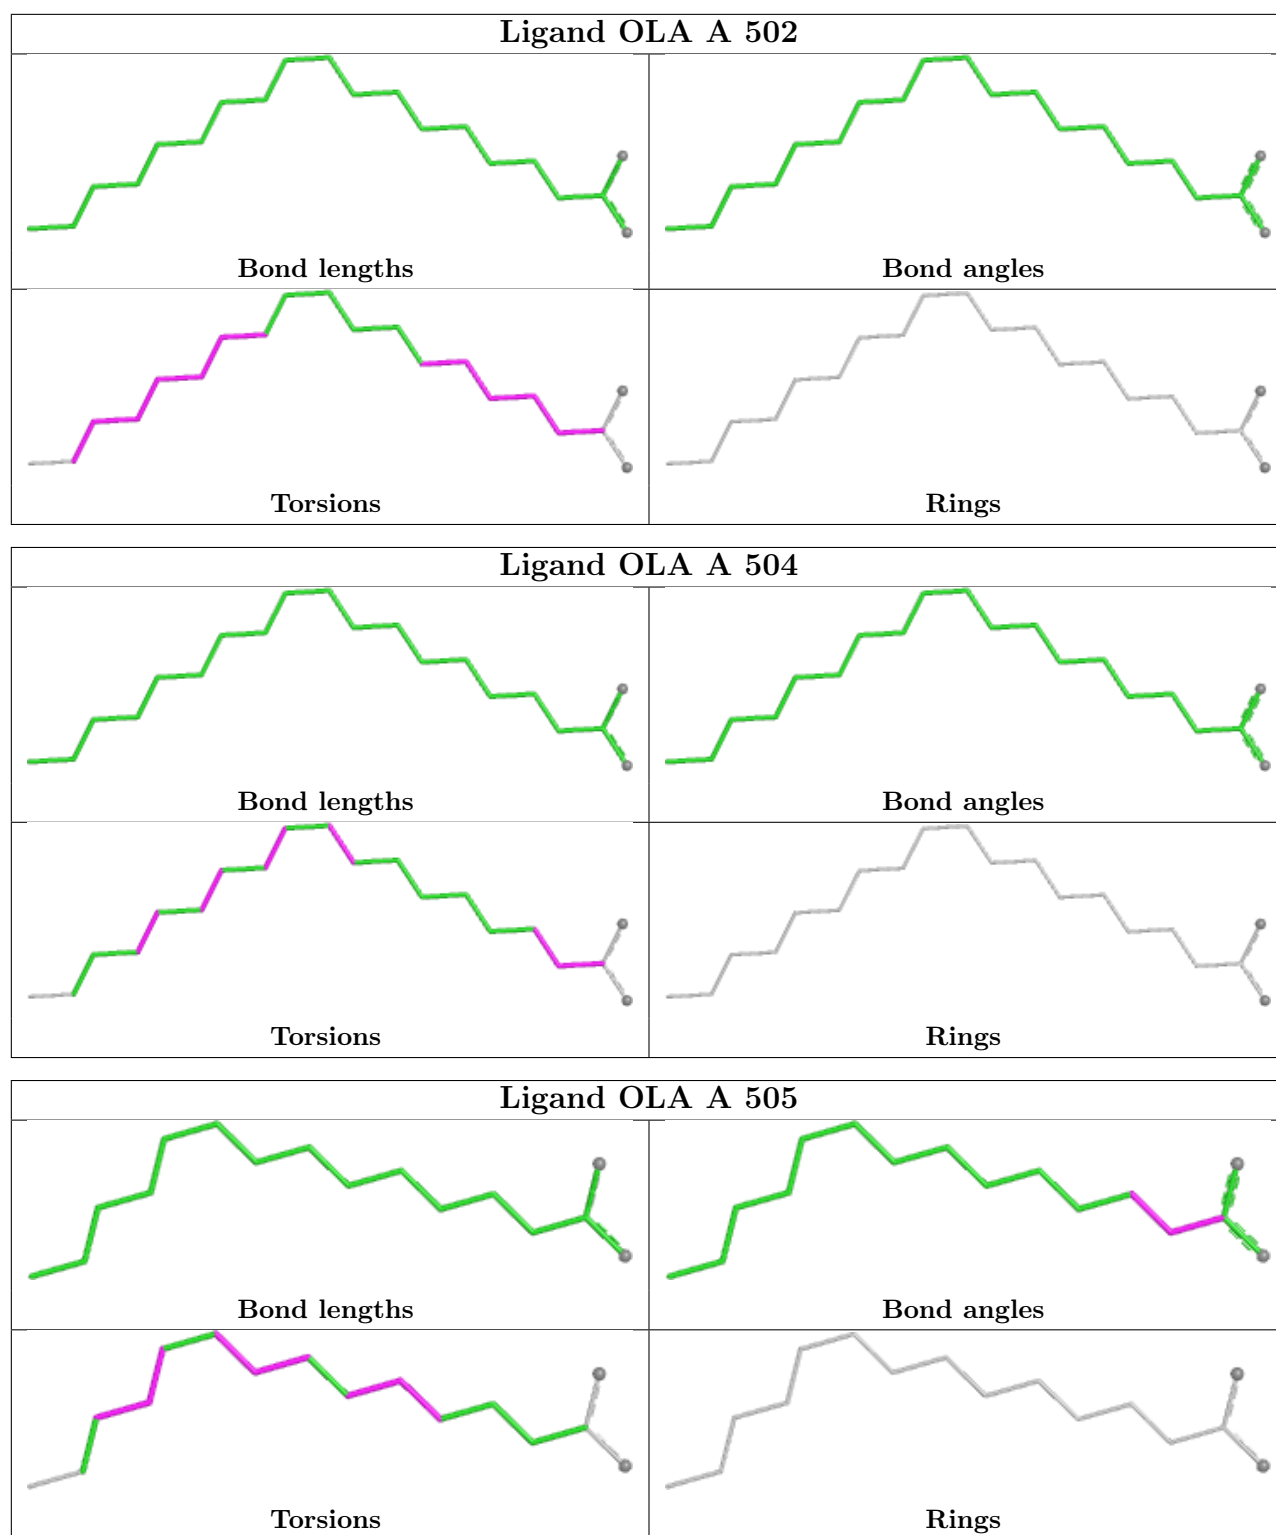 Ligand OLA A 502
Bond lengths
Bond angles
Torsions
Rings
Ligand OLA A 504
Bond lengths
Bond angles
Torsions
Rings
Ligand OLA A 505
Bond lengths
Bond angles
Torsions
Rings